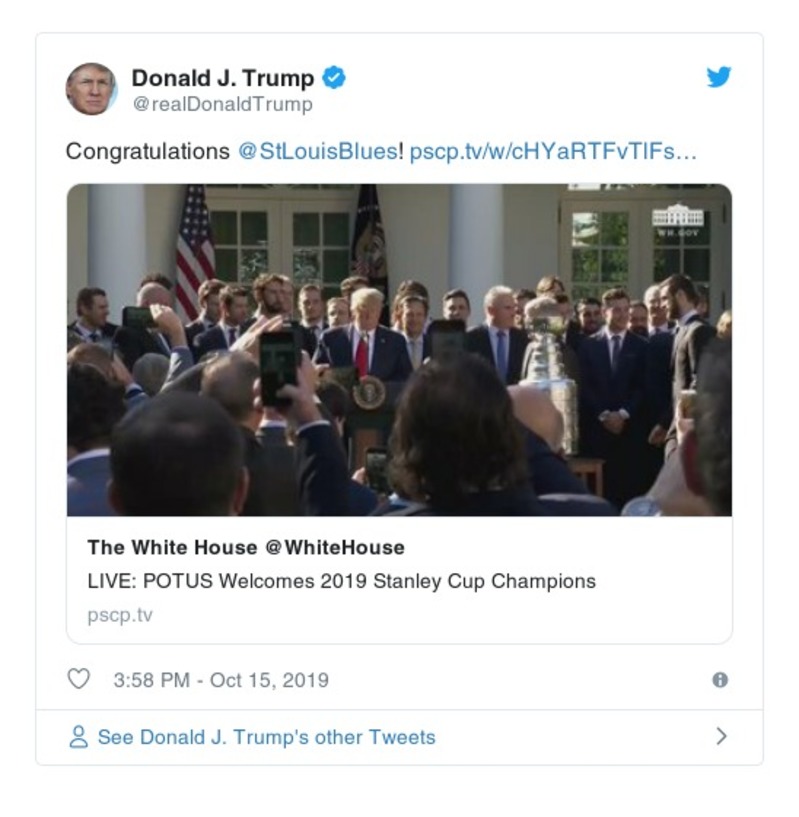 Donald J. Trump
@realDonaldTrump
Congratulations @StLouisBlues! pscp.tv/w/cHYaRTFvTlFs…
WH.GOV
The White House @WhiteHouse
LIVE: POTUS Welcomes 2019 Stanley Cup Champions
pscp.tv
3:58 PM - Oct 15, 2019
See Donald J. Trump's other Tweets